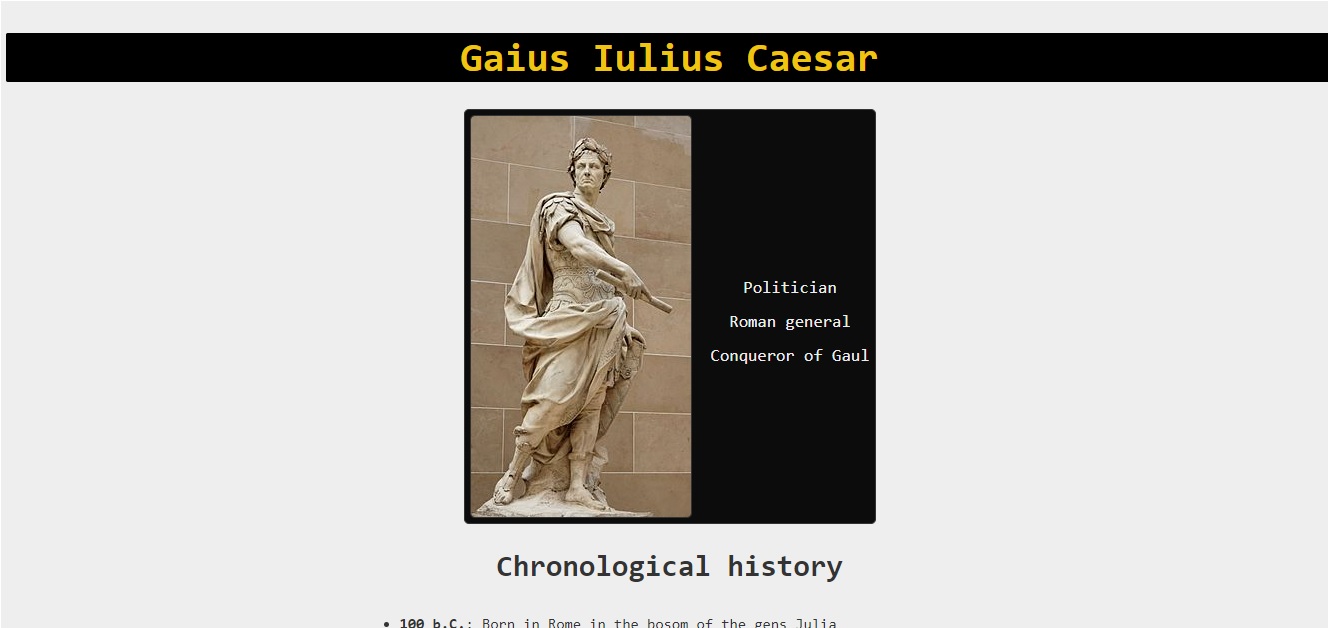 Gaius Iulius Caesar
Politician
Roman general
Conqueror of Gaul
Chronological history
• 100 b.C.: Born in Rome in the bosom of the gens Julia